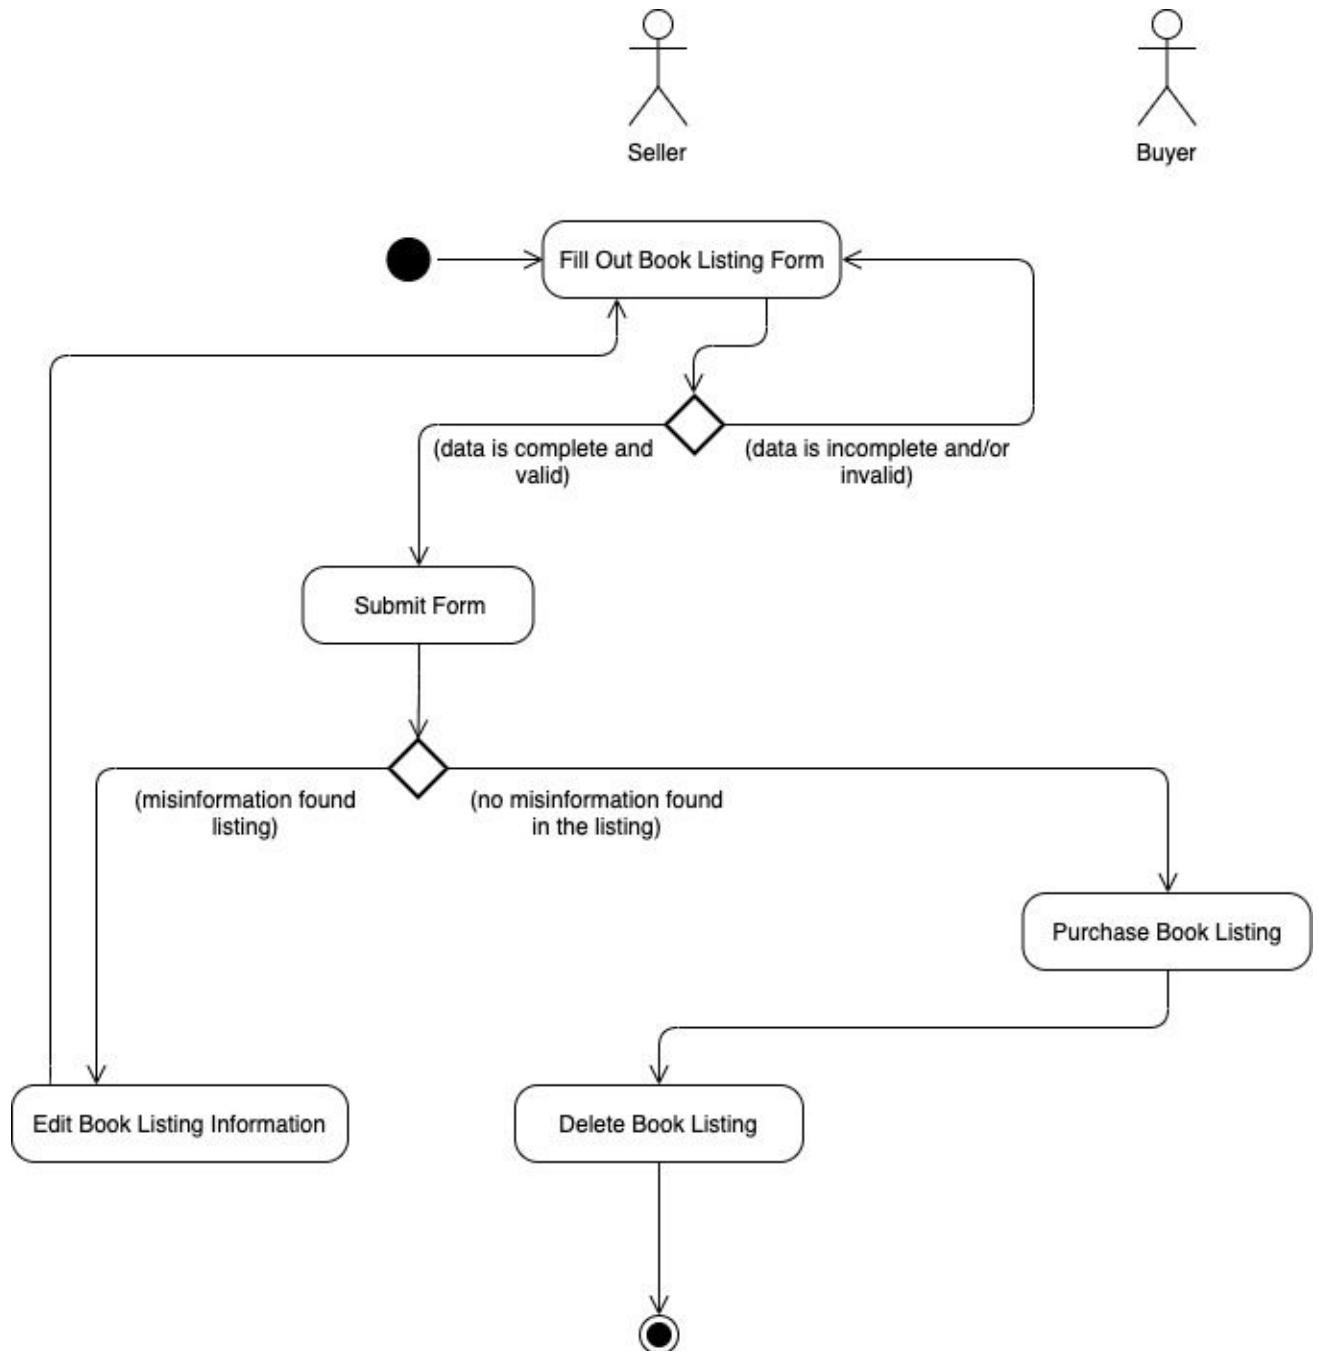 Seller
Buyer
Fill Out Book Listing Form
(data is complete and
valid)
(data is incomplete and/or
invalid)
Submit Form
(misinformation found
listing)
(no misinformation found
in the listing)
Purchase Book Listing
Edit Book Listing Information
Delete Book Listing